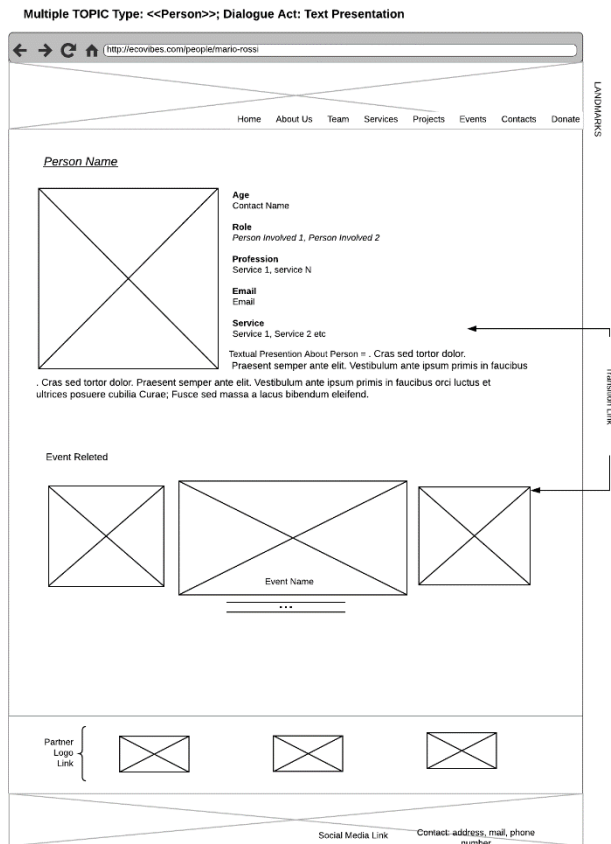 Multiple TOPIC Type: <<Person>>; Dialogue Act: Text Presentation
http://ecovibes.com/people/mario-rossi
LANDMARKS
Home About Us Team Services Projects Events Contacts Donate
Person Name
Age
Contact Name
Role
Person Involved 1, Person Involved 2
Profession
Service 1, service N
Email
Email
Service
Service 1, Service 2 etc
Textual Presention About Person = . Cras sed tortor dolor.
Praesent semper ante elit. Vestibulum ante ipsum primis in faucibus
. Cras sed tortor dolor. Praesent semper ante elit. Vestibulum ante ipsum primis in faucibus orci luctus et
ultrices posuere cubilia Curae; Fusce sed massa a lacus bibendum eleifend.
Transition Link
Event Releted
Event Name
...
Partner
Logo
Link
Social Media Link
Contact: address, mail, phone
number